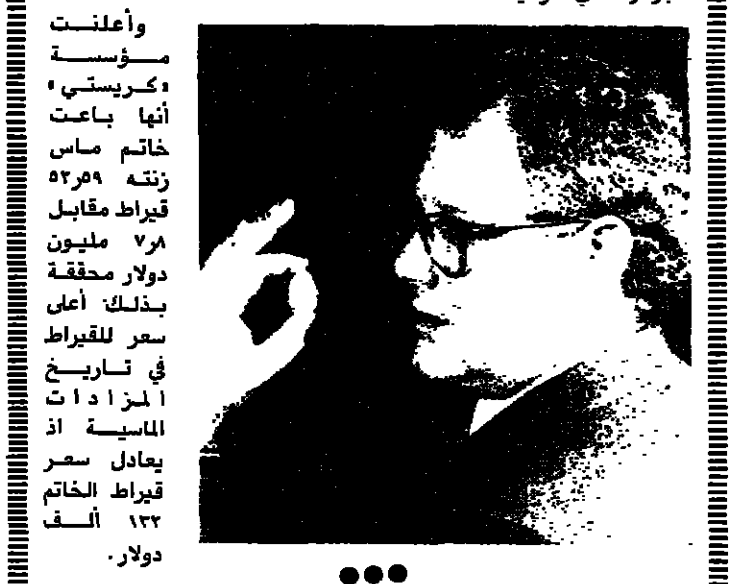 وأعلنت
مؤسسة
«كريستي»
أنها باعت
خاتم ماس
زنته ٥٢٫٥٩
قيراط مقابل
٧٫٨ مليون
دولار محققة
بذلك أعلى
سعر للقيراط
في تاريخ
المزادات
الماسية اذ
يعادل سعر
قيراط الخاتم
١٤٢ ألف
دولار.